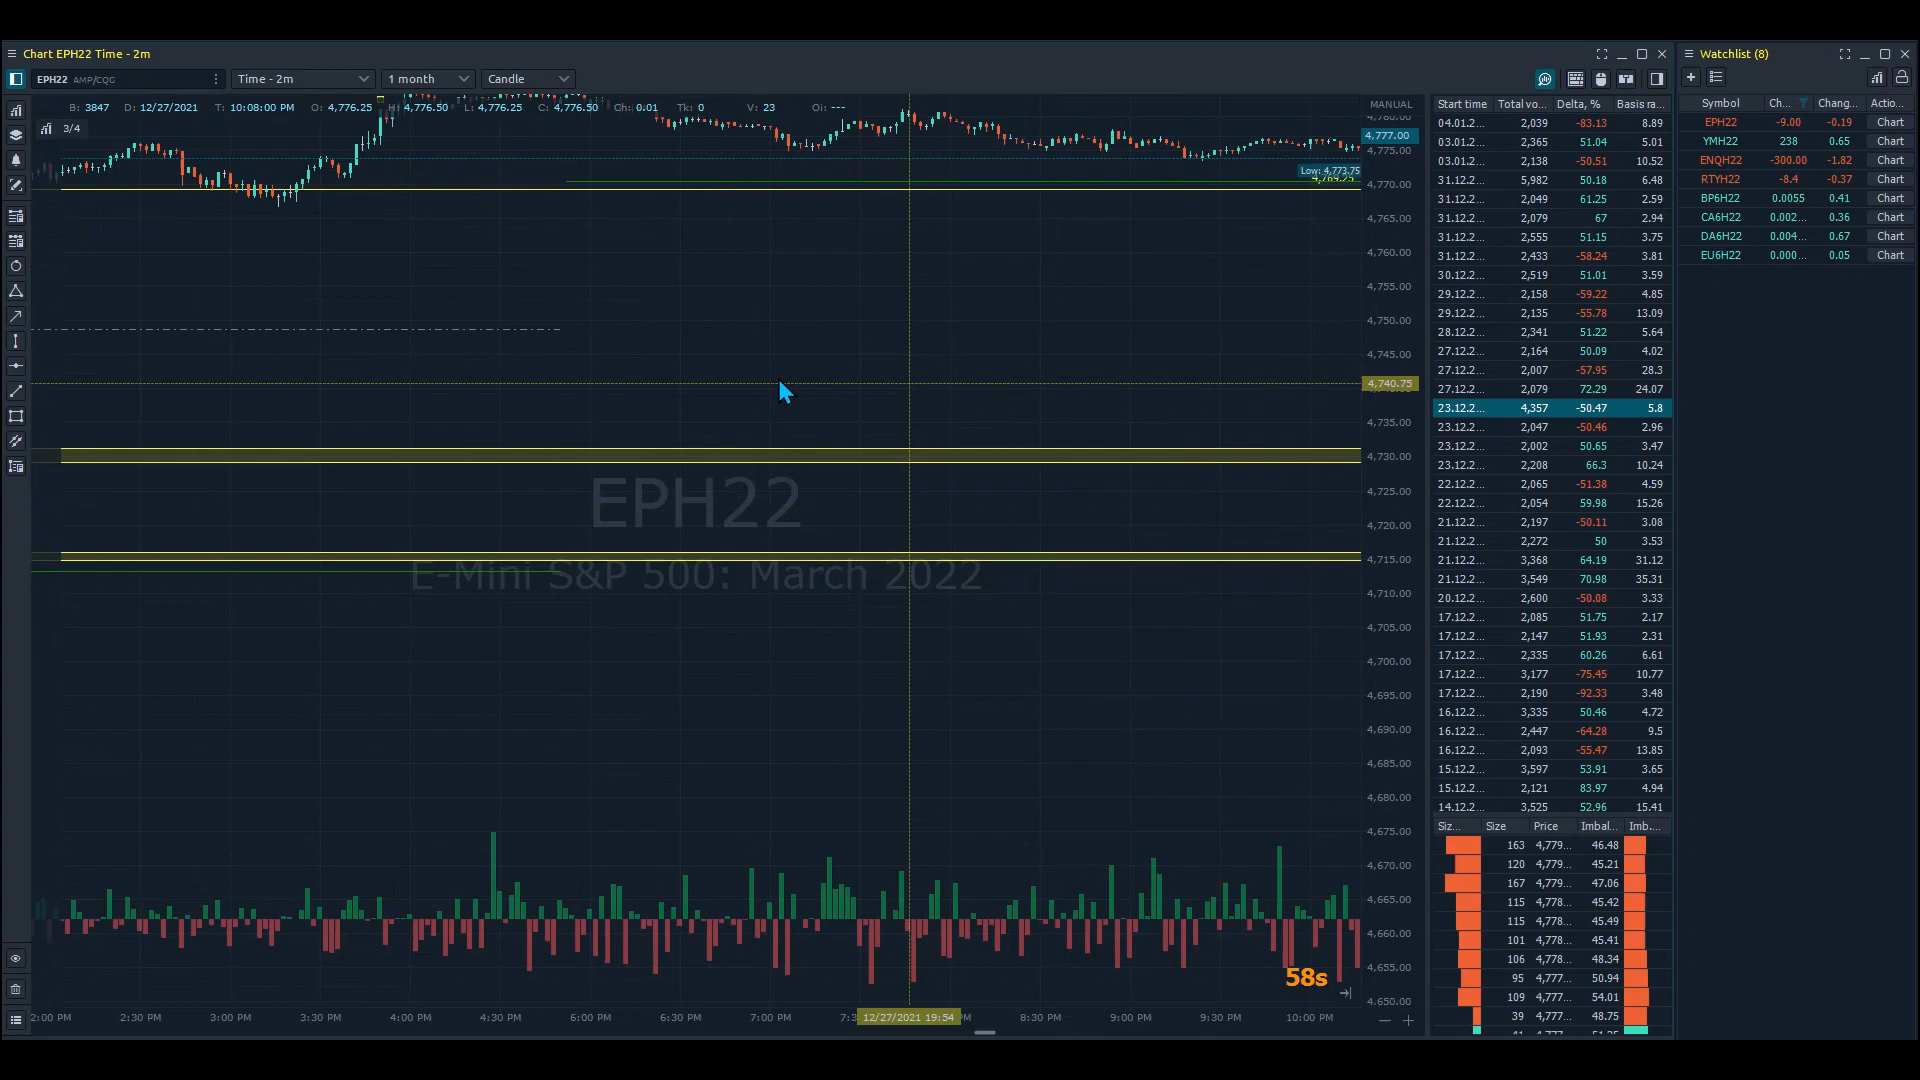 Chart EPH22 Time - 2m
EPH22 AMP/CQG
Time - 2m
1 month
Candle
B: 3847 D: 12/27/2021 T: 10:08:00 PM O: 4,776.25 H: 4,776.50 L: 4,776.25 C: 4,776.50 Ch: 0.01 Tk: 0 V: 23 Oi: ---
3/4
MANUAL
4,780.00
4,777.00
4,775.00
Low: 4,773.75
4,769.25
4,770.00
4,765.00
4,760.00
4,755.00
4,750.00
4,745.00
4,740.75
4,735.00
4,730.00
4,725.00
4,720.00
4,715.00
4,710.00
4,705.00
4,700.00
4,695.00
4,690.00
4,685.00
4,680.00
4,675.00
4,670.00
4,665.00
4,660.00
4,655.00
4,650.00
EPH22
E-Mini S&P 500: March 2022
58s
2:00 PM 2:30 PM 3:00 PM 3:30 PM 4:00 PM 4:30 PM 5:00 PM 6:00 PM 6:30 PM 7:00 PM 7:3 12/27/2021 19:54 PM 8:30 PM 9:00 PM 9:30 PM 10:00 PM
Start time Total vo... Delta, % Basis ra...
04.01.2... 2,039 -83.13 8.89
03.01.2... 2,365 51.04 5.01
03.01.2... 2,138 -50.51 10.52
31.12.2... 5,982 50.18 6.48
31.12.2... 2,049 61.25 2.59
31.12.2... 2,079 67 2.94
31.12.2... 2,555 51.15 3.75
31.12.2... 2,433 -58.24 3.81
30.12.2... 2,519 51.01 3.59
29.12.2... 2,158 -59.22 4.85
29.12.2... 2,135 -55.78 13.09
28.12.2... 2,341 51.22 5.64
27.12.2... 2,164 50.09 4.02
27.12.2... 2,007 -57.95 28.3
27.12.2... 2,079 72.29 24.07
23.12.2... 4,357 -50.47 5.8
23.12.2... 2,047 -50.46 2.96
23.12.2... 2,002 50.65 3.47
23.12.2... 2,208 66.3 10.24
22.12.2... 2,065 -51.38 4.59
22.12.2... 2,054 59.98 15.26
21.12.2... 2,197 -50.11 3.08
21.12.2... 2,272 50 3.53
21.12.2... 3,368 64.19 31.12
21.12.2... 3,549 70.98 35.31
20.12.2... 2,600 -50.08 3.33
17.12.2... 2,085 51.75 2.17
17.12.2... 2,147 51.93 2.31
17.12.2... 2,335 60.26 6.61
17.12.2... 3,177 -75.45 10.77
17.12.2... 2,190 -92.33 3.48
16.12.2... 3,335 50.46 4.72
16.12.2... 2,447 -64.28 9.5
16.12.2... 2,093 -55.47 13.85
15.12.2... 3,597 53.91 3.65
15.12.2... 2,121 83.97 4.94
14.12.2... 3,525 52.96 15.41
Siz... Size Price Imbal... Imb....
163 4,779... 46.48
120 4,779... 45.21
167 4,779... 47.06
115 4,778... 45.42
115 4,778... 45.49
101 4,778... 45.41
106 4,778... 48.34
95 4,777... 50.94
109 4,777... 54.01
39 4,777... 48.75
Watchlist (8)
Symbol Ch... Chang... Actio...
EPH22 -9.00 -0.19 Chart
YMH22 238 0.65 Chart
ENQH22 -300.00 -1.82 Chart
RTYH22 -8.4 -0.37 Chart
BP6H22 0.0055 0.41 Chart
CA6H22 0.002... 0.36 Chart
DA6H22 0.004... 0.67 Chart
EU6H22 0.000... 0.05 Chart